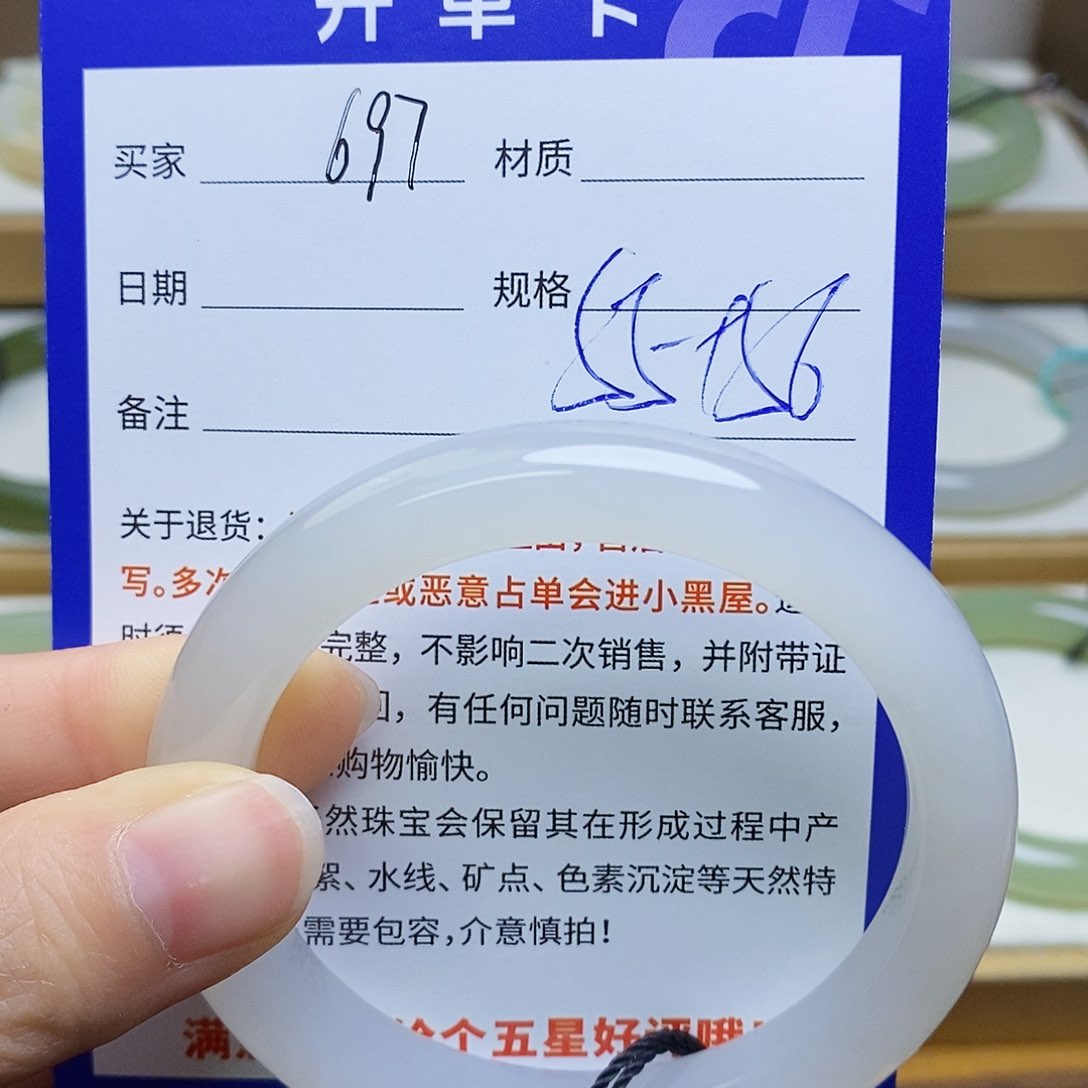 开单卡
买家 697 材质
日期 规格 55-56
备注
关于退货：
写。多次 或恶意占单会进小黑屋。
时须 完整，不影响二次销售，并附带证
，有任何问题随时联系客服，
购物愉快。
然珠宝会保留其在形成过程中产
絮、水线、矿点、色素沉淀等天然特
需要包容，介意慎拍！
满 个五星好评哦